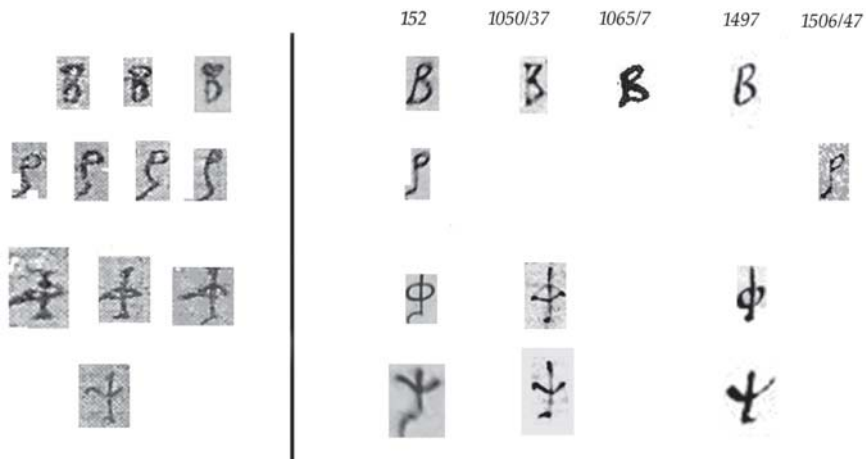 152 1050/37 1065/7 1497 1506/47
Β Β Β Β Β Β Β
ρ ρ ρ ρ ρ ρ
φ φ φ φ φ φ
ψ ψ ψ ψ